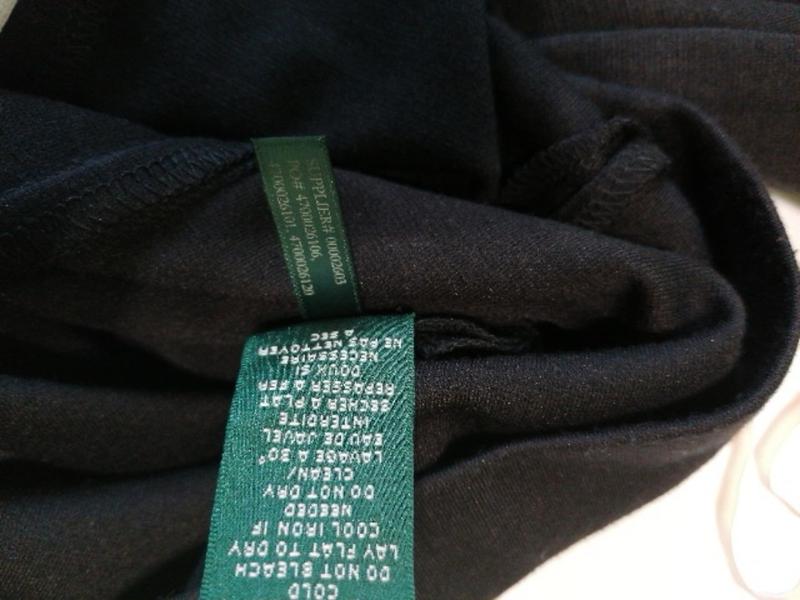 SUPPLIER# 00002603
PO# 4700026106,
4700026101, 4700026120
COLD
DO NOT BLEACH
LAY FLAT TO DRY
COOL IRON IF
NEEDED
DO NOT DRY
CLEAN/
LAVAGE A 30°
EAU DE JAVEL
INTERDITE
SECHER A PLAT
REPASSER A FER
DOUX SI
NECESSAIRE
NE PAS NETTOYER
A SEC